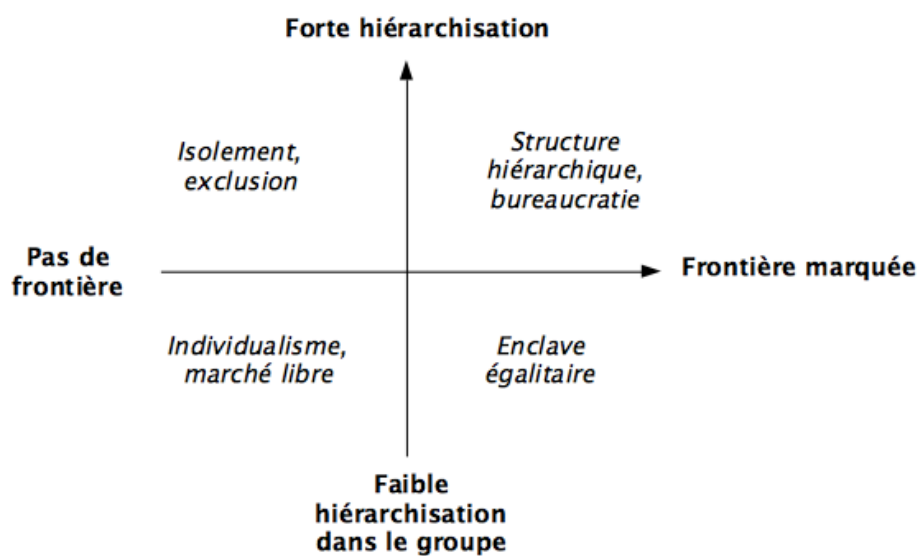 Forte hiérarchisation
Isolement,
exclusion
Structure
hiérarchique,
bureaucratie
Pas de
frontière
Frontière marquée
Individualisme,
marché libre
Enclave
égalitaire
Faible
hiérarchisation
dans le groupe